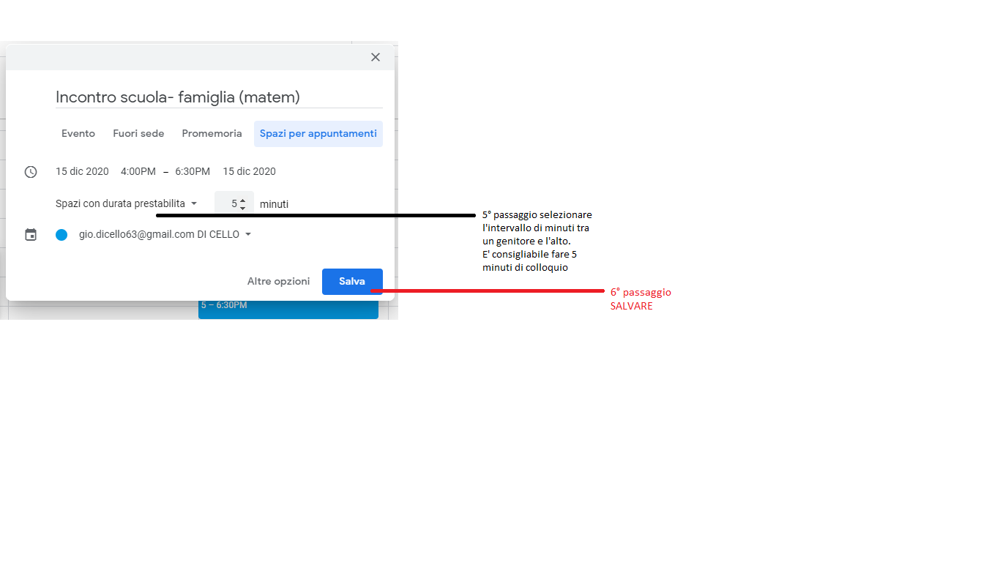 Incontro scuola- famiglia (matem)
Evento Fuori sede Promemoria Spazi per appuntamenti
15 dic 2020 4:00PM – 6:30PM 15 dic 2020
Spazi con durata prestabilita 5 minuti
gio.dicello63@gmail.com DI CELLO
Altre opzioni Salva
5 – 6:30PM
5° passaggio selezionare
l'intervallo di minuti tra
un genitore e l'alto.
E' consigliabile fare 5
minuti di colloquio
6° passaggio
SALVARE